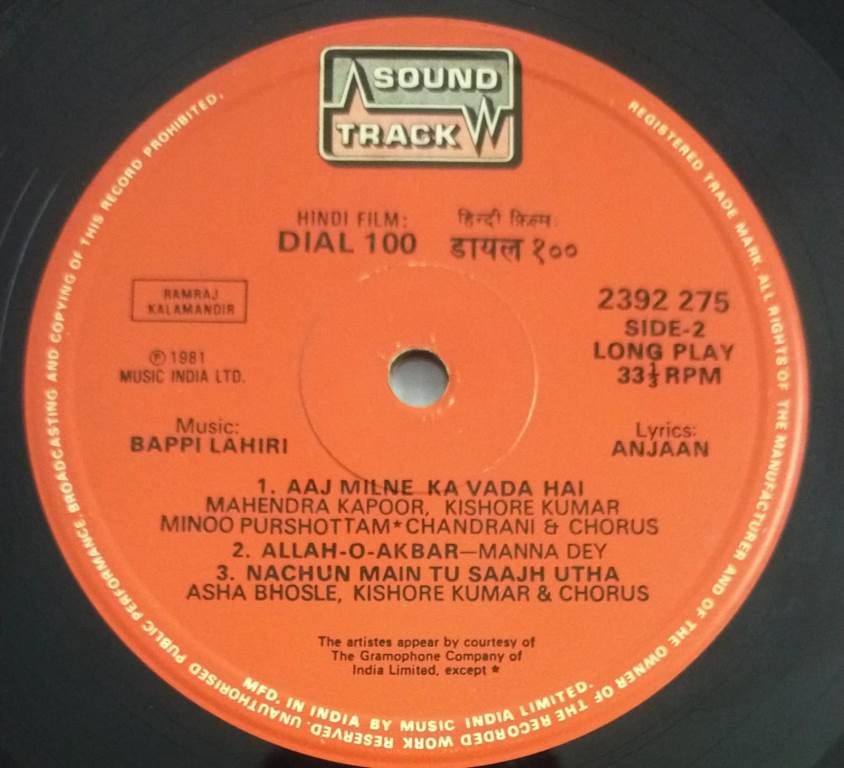 SOUND
TRACK
HINDI FILM: हिन्दी फ़िल्म:
DIAL 100 डायल १००
RAMRAJ
KALAMANDIR
℗ 1981
MUSIC INDIA LTD.
2392 275
SIDE-2
LONG PLAY
33⅓ RPM
Music:
BAPPI LAHIRI
Lyrics:
ANJAAN
1. AAJ MILNE KA VADA HAI
MAHENDRA KAPOOR, KISHORE KUMAR
MINOO PURSHOTTAM* CHANDRANI & CHORUS
2. ALLAH-O-AKBAR—MANNA DEY
3. NACHUN MAIN TU SAAJH UTHA
ASHA BHOSLE, KISHORE KUMAR & CHORUS
The artistes appear by courtesy of
The Gramophone Company of
India Limited, except *
MFD. IN INDIA BY MUSIC INDIA LIMITED.
REGISTERED TRADE MARK. ALL RIGHTS OF THE MANUFACTURER AND OF THE OWNER OF THE RECORDED WORK RESERVED. UNAUTHORISED PUBLIC PERFORMANCE BROADCASTING AND COPYING OF THIS RECORD PROHIBITED.